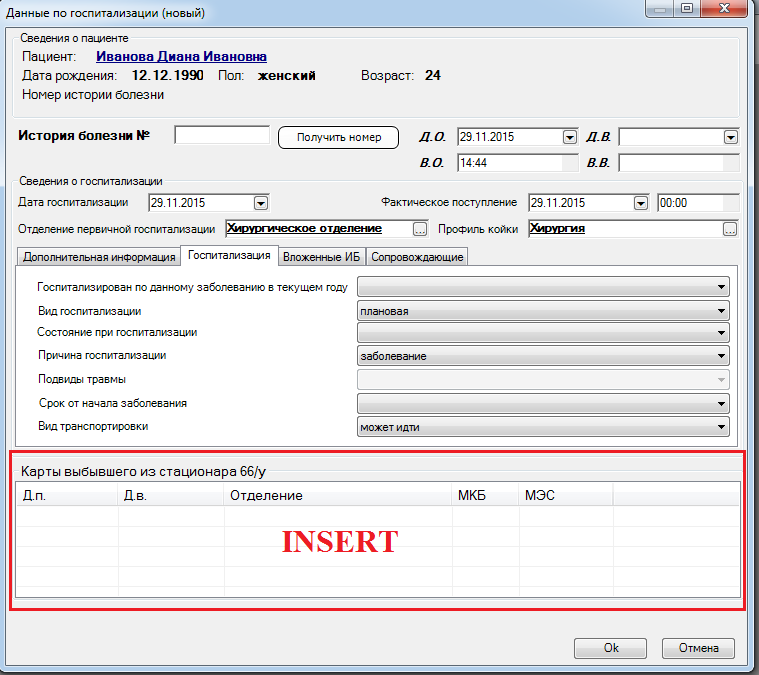 Данные по госпитализации (новый)
Сведения о пациенте
Пациент: Иванова Диана Ивановна
Дата рождения: 12.12.1990 Пол: женский Возраст: 24
Номер истории болезни
История болезни № Получить номер Д.О. 29.11.2015 Д.В.
В.О. 14:44 В.В.
Сведения о госпитализации
Дата госпитализации 29.11.2015 Фактическое поступление 29.11.2015 00:00
Отделение первичной госпитализации Хирургическое отделение ... Профиль койки Хирургия ...
Дополнительная информация Госпитализация Вложенные ИБ Сопровождающие
Госпитализирован по данному заболеванию в текущем году
Вид госпитализации плановая
Состояние при госпитализации
Причина госпитализации заболевание
Подвиды травмы
Срок от начала заболевания
Вид транспортировки может идти
Карты выбывшего из стационара 66/у
Д.п. Д.в. Отделение МКБ МЭС
INSERT
Ok Отмена